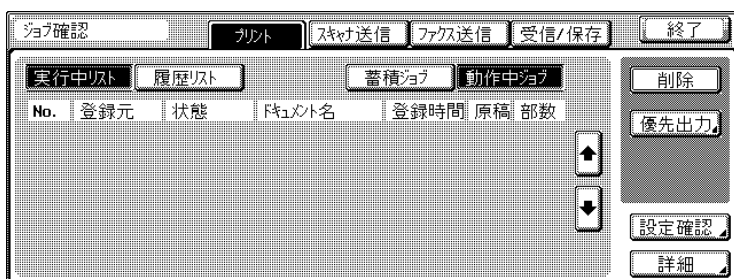 ジョブ確認 プリント スキャナ送信 ファクス送信 受信/保存 終了
実行中リスト 履歴リスト 蓄積ジョブ 動作中ジョブ 削除
No. 登録元 状態 ドキュメント名 登録時間 原稿 部数
優先出力
設定確認
詳細